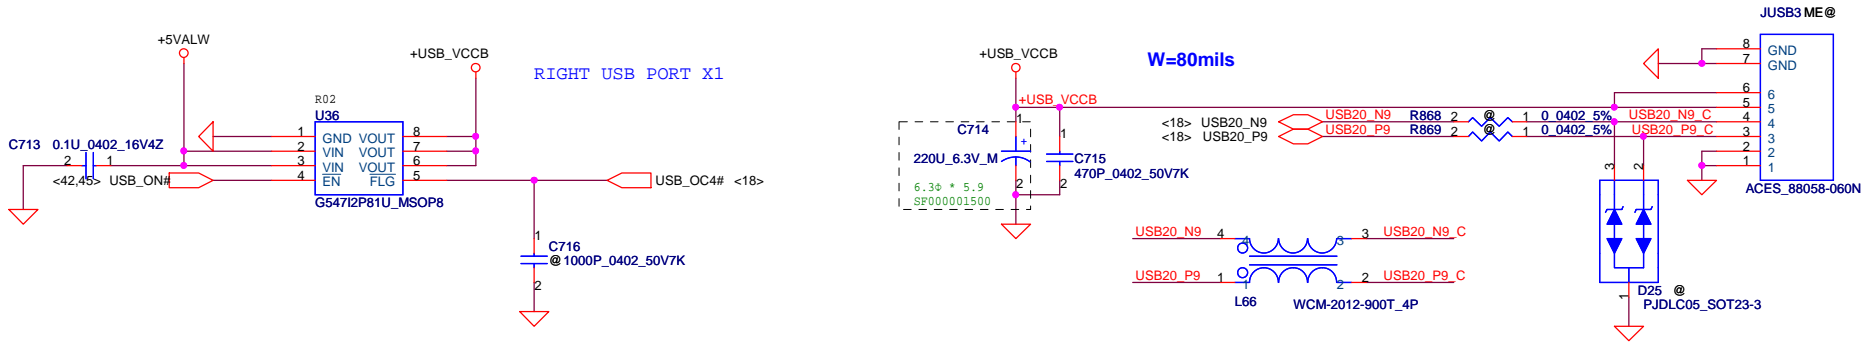 JUSB3 ME@
+5VALW
+USB_VCCB
RIGHT USB PORT X1
R02
U36
C713 0.1U_0402_16V4Z
2 1
1 GND VOUT 8
2 VIN VOUT 7
3 VIN VOUT 6
4 EN FLG 5
<42,45> USB_ON#
G547I2P81U_MSOP8
USB_OC4# <18>
1
C716
@ 1000P_0402_50V7K
2
+USB_VCCB
W=80mils
+USB_VCCB
1
C714
+
220U_6.3V_M
2
6.3Φ * 5.9
SF000001500
1
C715
470P_0402_50V7K
2
<18> USB20_N9
<18> USB20_P9
USB20_N9 R868 2 @ 1 0_0402_5% USB20_N9_C
USB20_P9 R869 2 @ 1 0_0402_5% USB20_P9_C
8 GND
7 GND
6 6
5 5
4 4
3 3
2 2
1 1
ACES_88058-060N
3 2
1
D25 @
PJDLC05_SOT23-3
USB20_N9 4 4 3 3 USB20_N9_C
USB20_P9 1 1 2 2 USB20_P9_C
L66 WCM-2012-900T_4P